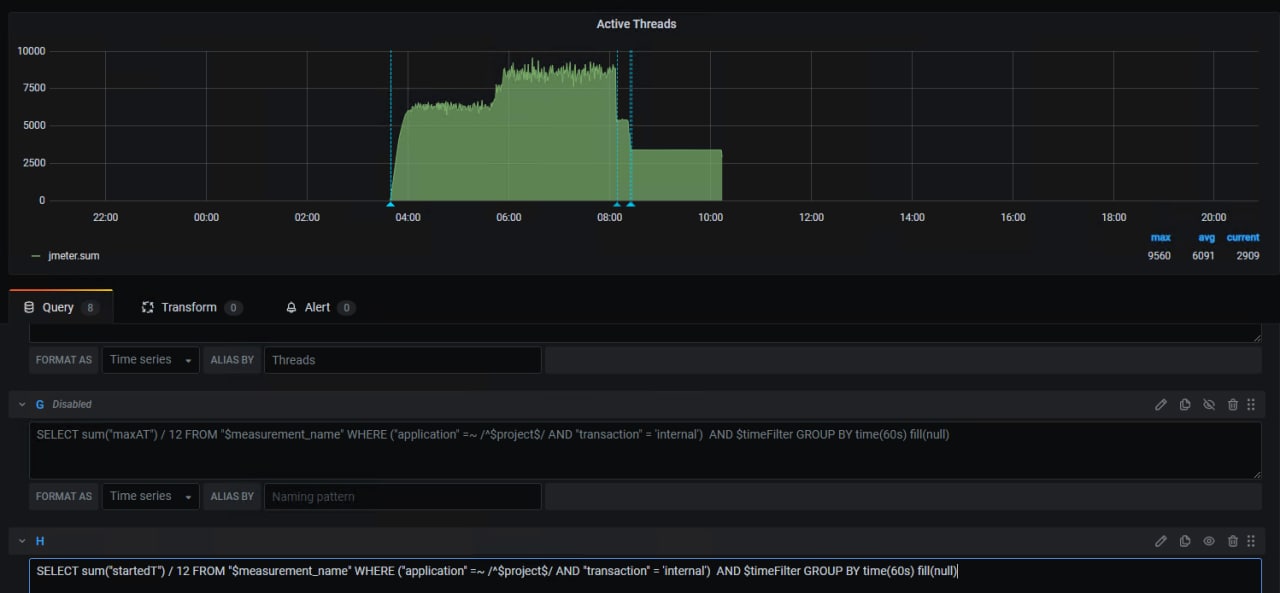 Active Threads
10000
7500
5000
2500
0
22:00 00:00 02:00 04:00 06:00 08:00 10:00 12:00 14:00 16:00 18:00 20:00
max avg current
jmeter.sum 9560 6091 2909
Query 8 Transform 0 Alert 0
FORMAT AS Time series ALIAS BY Threads
G Disabled
SELECT sum("maxAT") / 12 FROM "$measurement_name" WHERE ("application" =~ /^$project$/ AND "transaction" = 'internal')  AND $timeFilter GROUP BY time(60s) fill(null)
FORMAT AS Time series ALIAS BY Naming pattern
H
SELECT sum("startedT") / 12 FROM "$measurement_name" WHERE ("application" =~ /^$project$/ AND "transaction" = 'internal')  AND $timeFilter GROUP BY time(60s) fill(null)